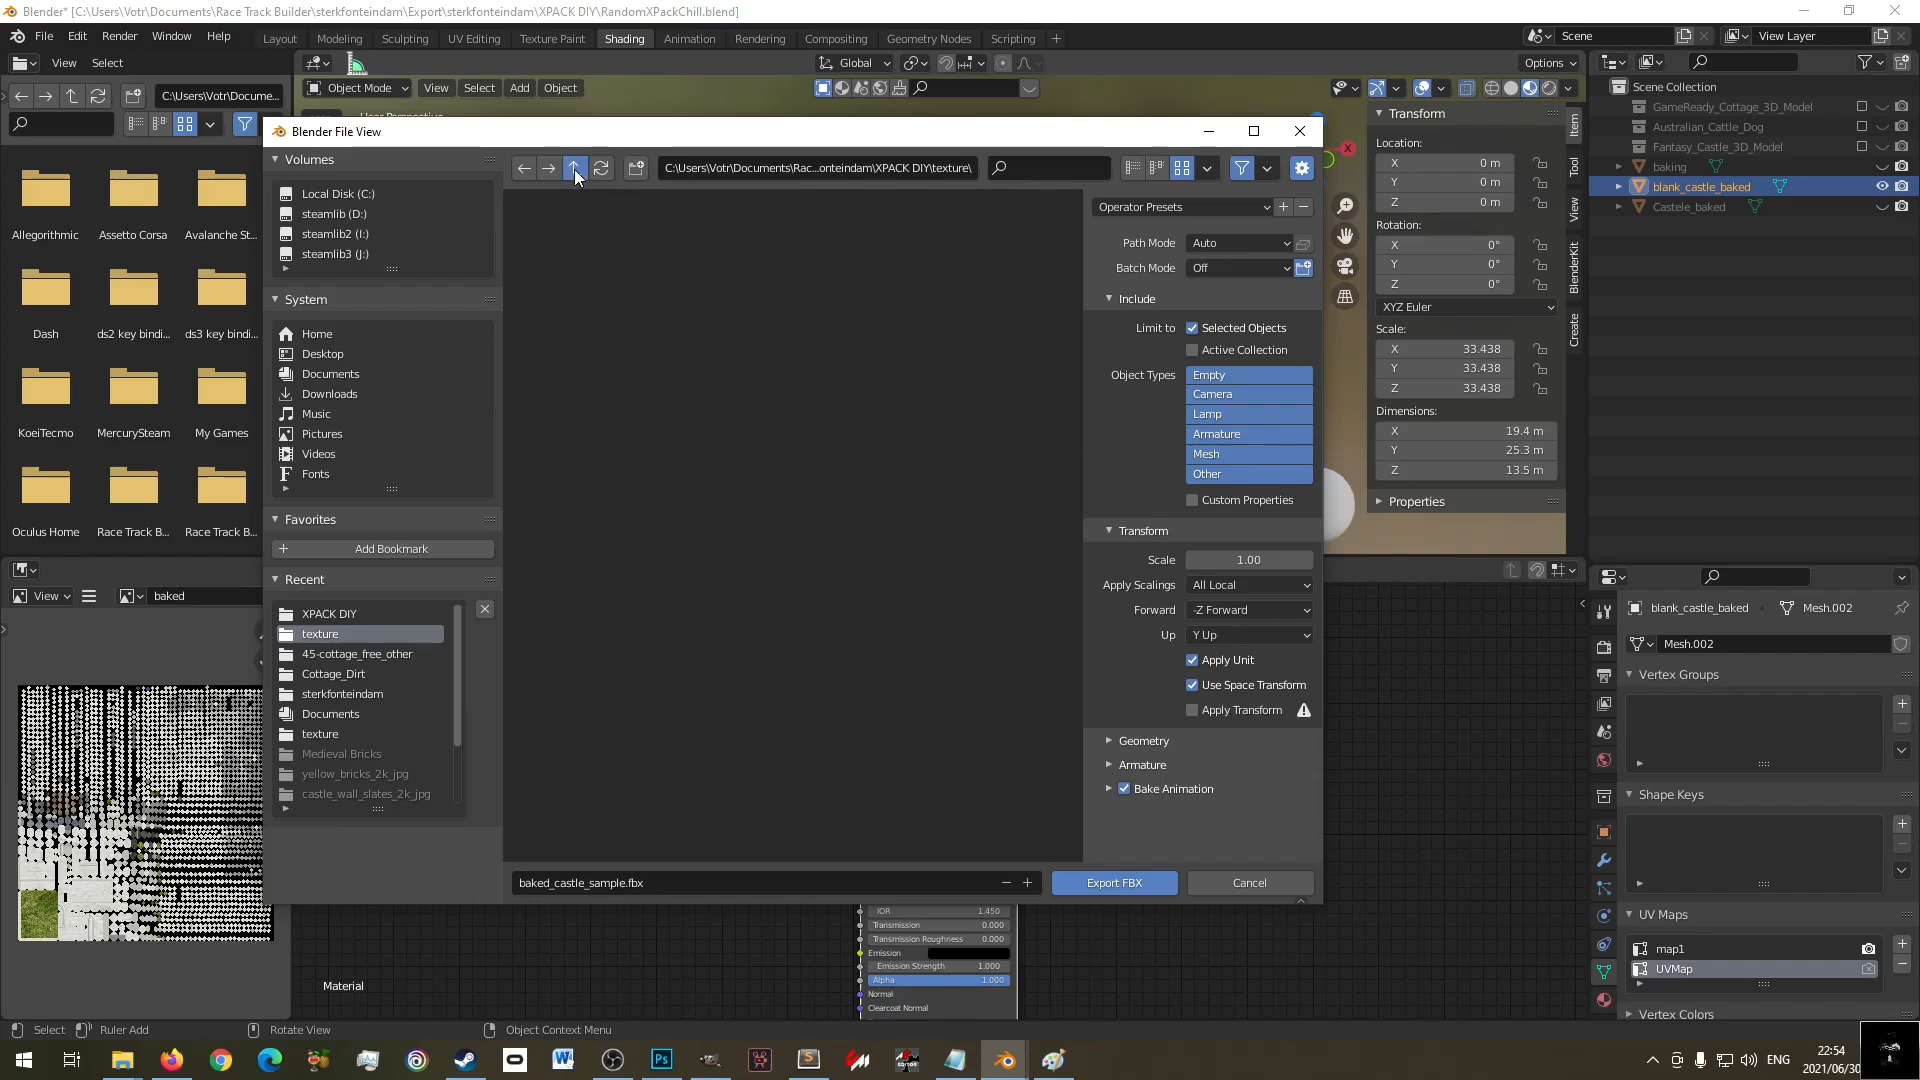 Blender* [C:\Users\Votr\Documents\Race Track Builder\sterkfonteindam\Export\sterkfonteindam\XPACK DIY\RandomXPackChill.blend]
File Edit Render Window Help Layout Modeling Sculpting UV Editing Texture Paint Shading Animation Rendering Compositing Geometry Nodes Scripting + Scene View Layer
View Select Global Options
C:\Users\Votr\Docume... Object Mode View Select Add Object
Scene Collection
GameReady_Cottage_3D_Model
Australian_Cattle_Dog
Fantasy_Castle_3D_Model
baking
blank_castle_baked
Castele_baked
Allegorithmic Assetto Corsa Avalanche St...
Dash ds2 key bindi... ds3 key bindi...
KoeiTecmo MercurySteam My Games
Oculus Home Race Track B... Race Track B...
Blender File View
Volumes
Local Disk (C:)
steamlib (D:)
steamlib2 (I:)
steamlib3 (J:)
System
Home
Desktop
Documents
Downloads
Music
Pictures
Videos
Fonts
Favorites
Add Bookmark
Recent
XPACK DIY
texture
45-cottage_free_other
Cottage_Dirt
sterkfonteindam
Documents
texture
Medieval Bricks
yellow_bricks_2k_jpg
castle_wall_slates_2k_jpg
C:\Users\Votr\Documents\Rac...onteindam\XPACK DIY\texture\
Operator Presets
Path Mode Auto
Batch Mode Off
Include
Limit to Selected Objects
Active Collection
Object Types Empty
Camera
Lamp
Armature
Mesh
Other
Custom Properties
Transform
Scale 1.00
Apply Scalings All Local
Forward -Z Forward
Up Y Up
Apply Unit
Use Space Transform
Apply Transform
Geometry
Armature
Bake Animation
baked_castle_sample.fbx
Export FBX Cancel
X
Transform
Location:
X 0 m
Y 0 m
Z 0 m
Rotation:
X 0°
Y 0°
Z 0°
XYZ Euler
Scale:
X 33.438
Y 33.438
Z 33.438
Dimensions:
X 19.4 m
Y 25.3 m
Z 13.5 m
Properties
Item
Tool
View
BlenderKit
Create
View baked
blank_castle_baked Mesh.002
Mesh.002
Vertex Groups
Shape Keys
UV Maps
map1
UVMap
Vertex Colors
IOR 1.450
Transmission 0.000
Transmission Roughness 0.000
Emission
Emission Strength 1.000
Alpha 1.000
Normal
Clearcoat Normal
Material
Select Ruler Add Rotate View Object Context Menu
ENG
22:54
2021/06/30